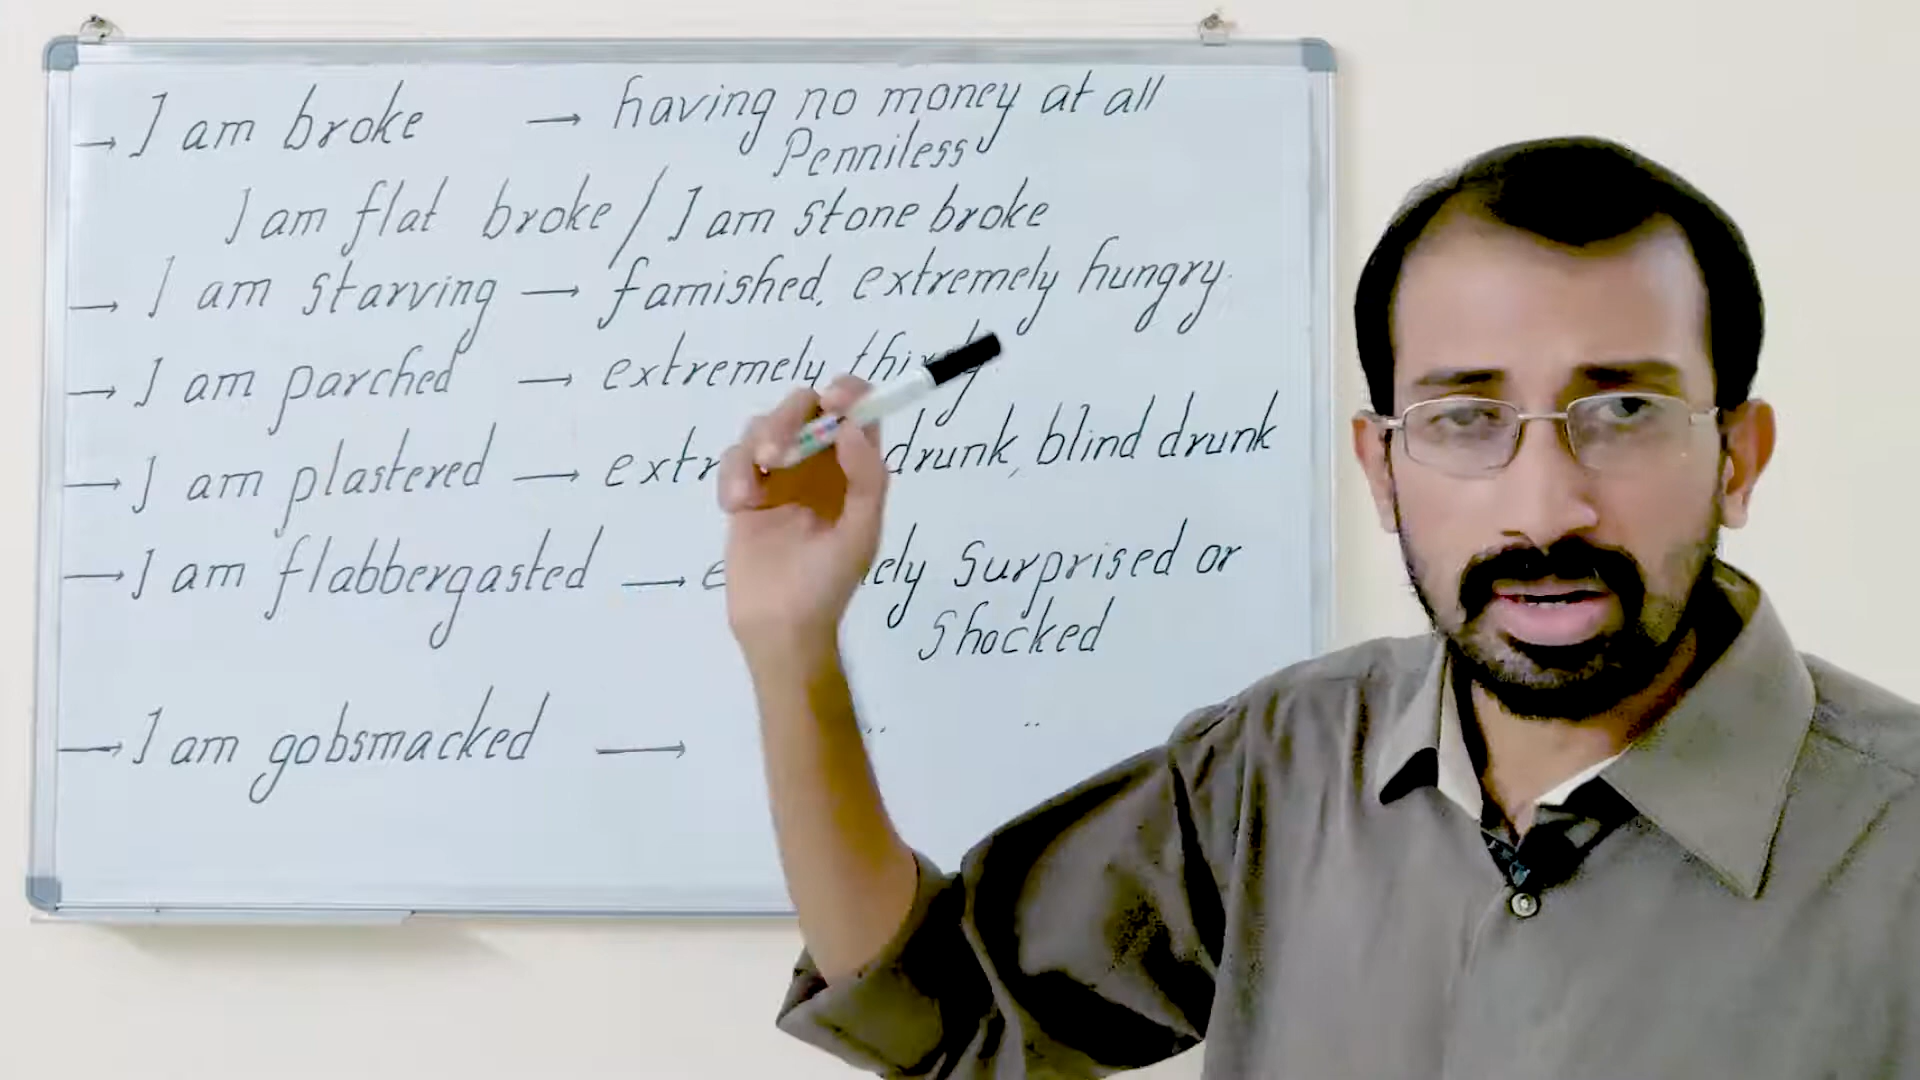 → I am broke → having no money at all
Penniless
I am flat broke / I am stone broke
→ I am starving → famished, extremely hungry.
→ I am parched → extremely
→ I am plastered → drunk, blind drunk
→ I am flabbergasted → Surprised or
Shocked
→ I am gobsmacked → " "